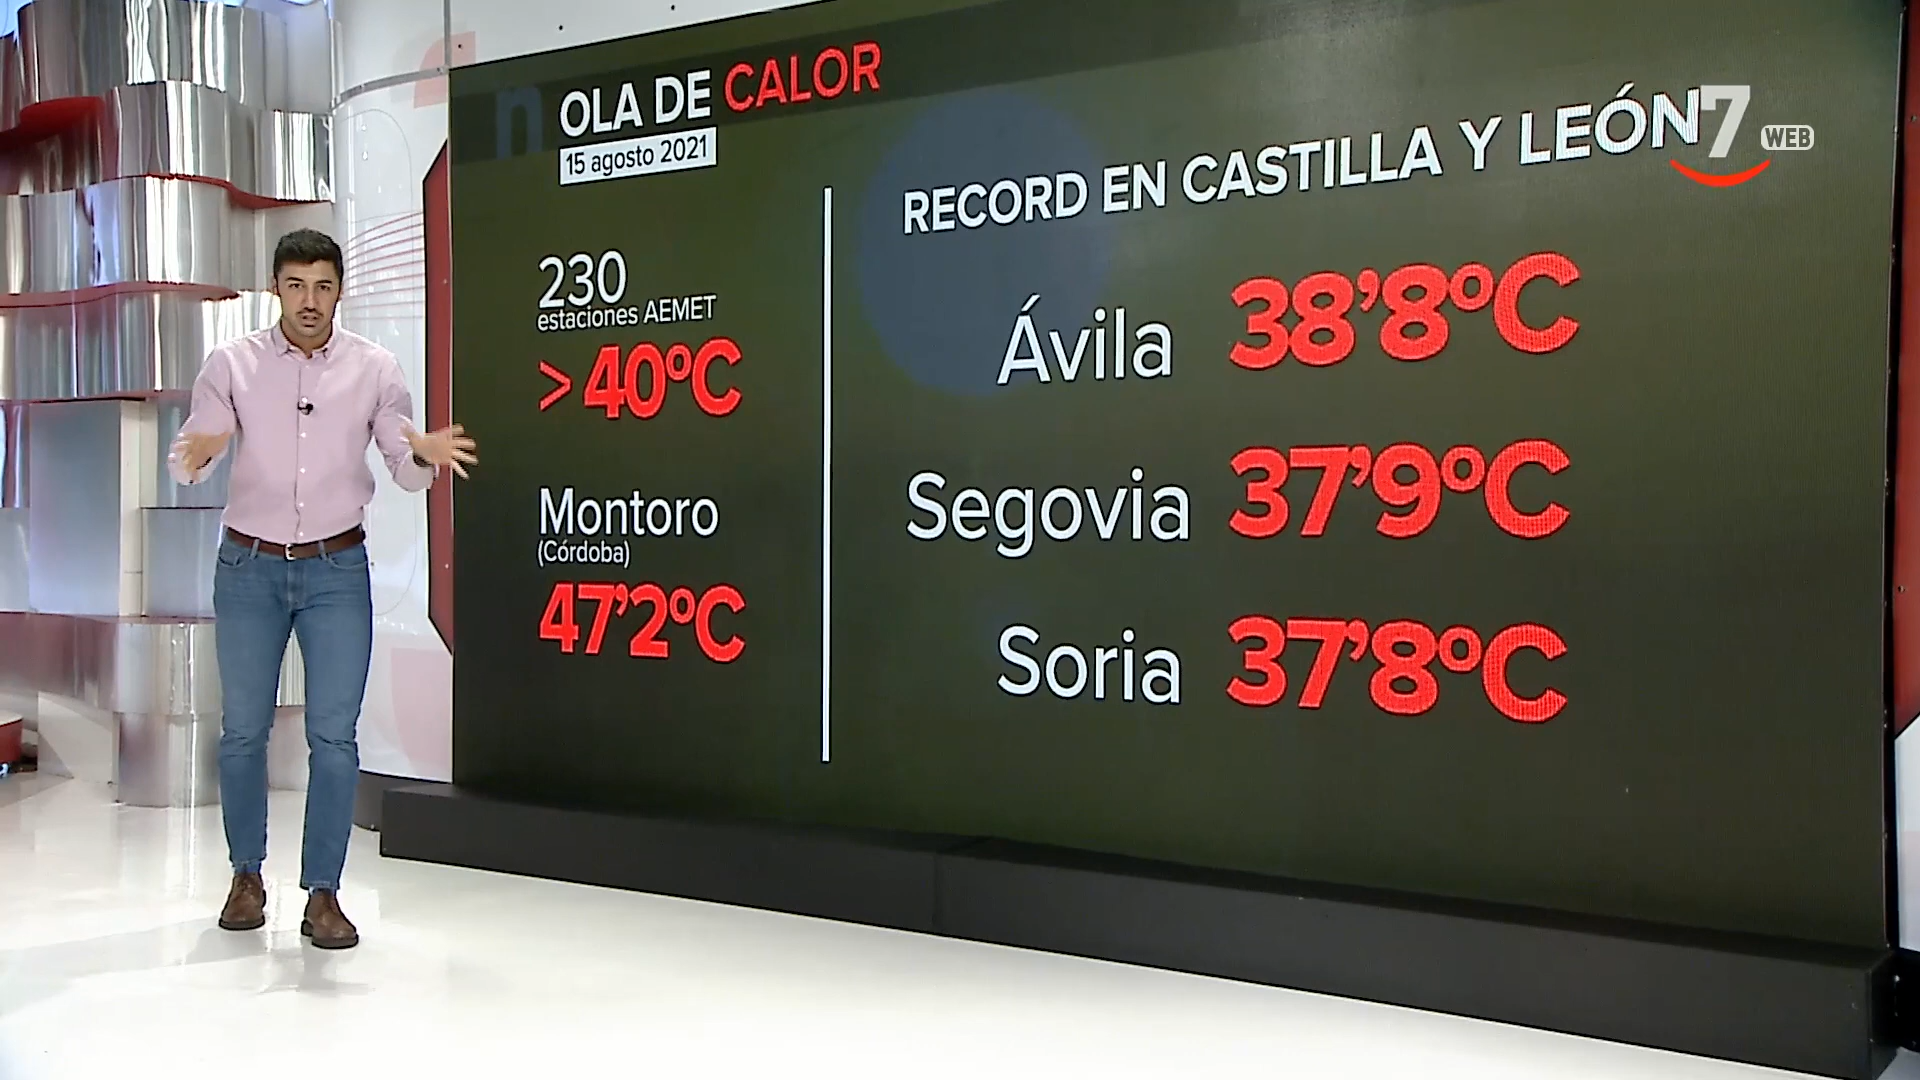 n OLA DE CALOR
15 agosto 2021
230
estaciones AEMET
> 40ºC
Montoro
(Córdoba)
47'2ºC
RECORD EN CASTILLA Y LEÓN
Ávila 38'8ºC
Segovia 37'9ºC
Soria 37'8ºC
7 WEB